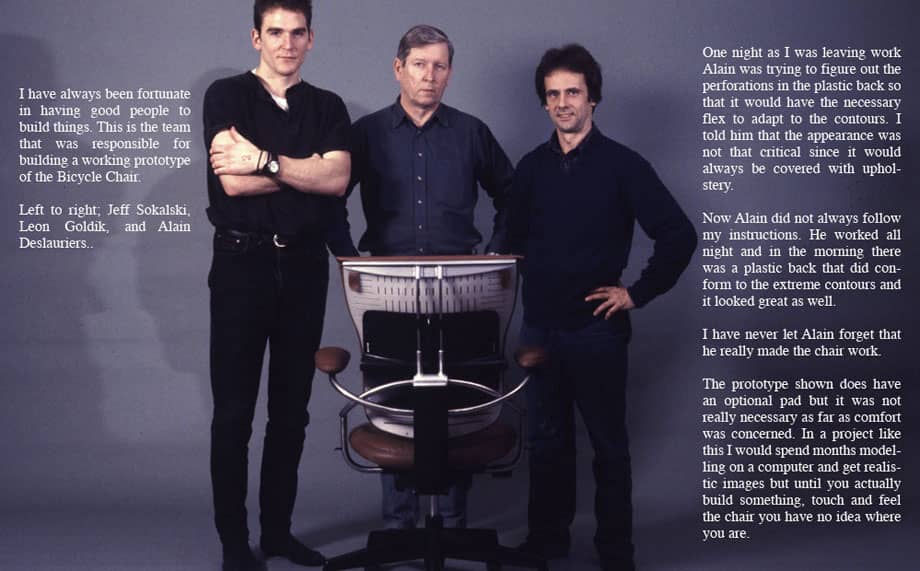 I have always been fortunate
in having good people to
build things. This is the team
that was responsible for
building a working prototype
of the Bicycle Chair.
Left to right; Jeff Sokalski,
Leon Goldik, and Alain
Deslauriers..
One night as I was leaving work
Alain was trying to figure out the
perforations in the plastic back so
that it would have the necessary
flex to adapt to the contours. I
told him that the appearance was
not that critical since it would
always be covered with uphol-
stery.
Now Alain did not always follow
my instructions. He worked all
night and in the morning there
was a plastic back that did con-
form to the extreme contours and
it looked great as well.
I have never let Alain forget that
he really made the chair work.
The prototype shown does have
an optional pad but it was not
really necessary as far as comfort
was concerned. In a project like
this I would spend months model-
ling on a computer and get realis-
tic images but until you actually
build something, touch and feel
the chair you have no idea where
you are.